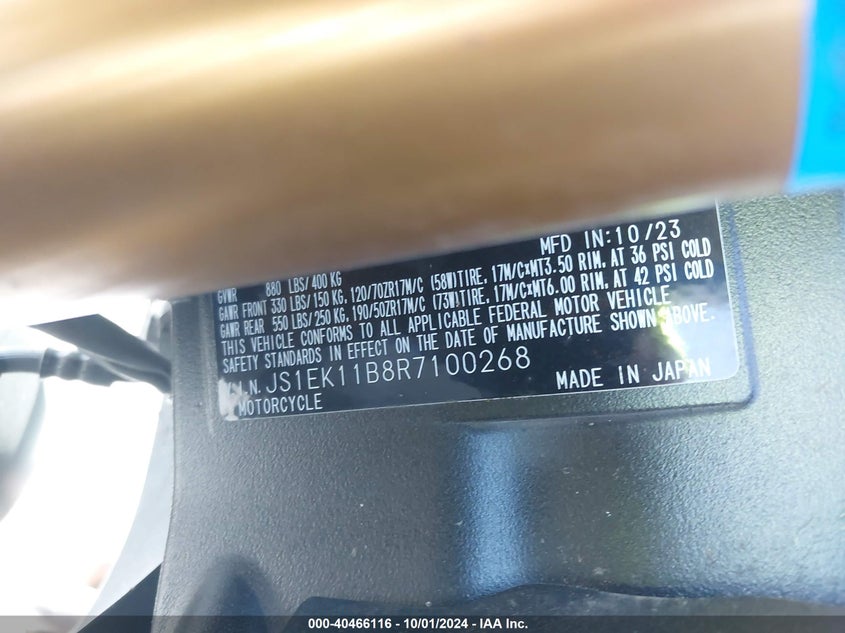 MFD IN:10/23
GVWR 880 LBS/400 KG
GAWR FRONT 330 LBS/150 KG, 120/70ZR17M/C (58W)TIRE, 17M/C×MT3.50 RIM, AT 36 PSI COLD
GAWR REAR 550 LBS/250 KG, 190/50ZR17M/C (73W)TIRE, 17M/C×MT6.00 RIM, AT 42 PSI COLD
THIS VEHICLE CONFORMS TO ALL APPLICABLE FEDERAL MOTOR VEHICLE
SAFETY STANDARDS IN EFFECT ON THE DATE OF MANUFACTURE SHOWN ABOVE.
V.I.N. JS1EK11B8R7100268
MOTORCYCLE MADE IN JAPAN
000-40466116 - 10/01/2024 - IAA Inc.